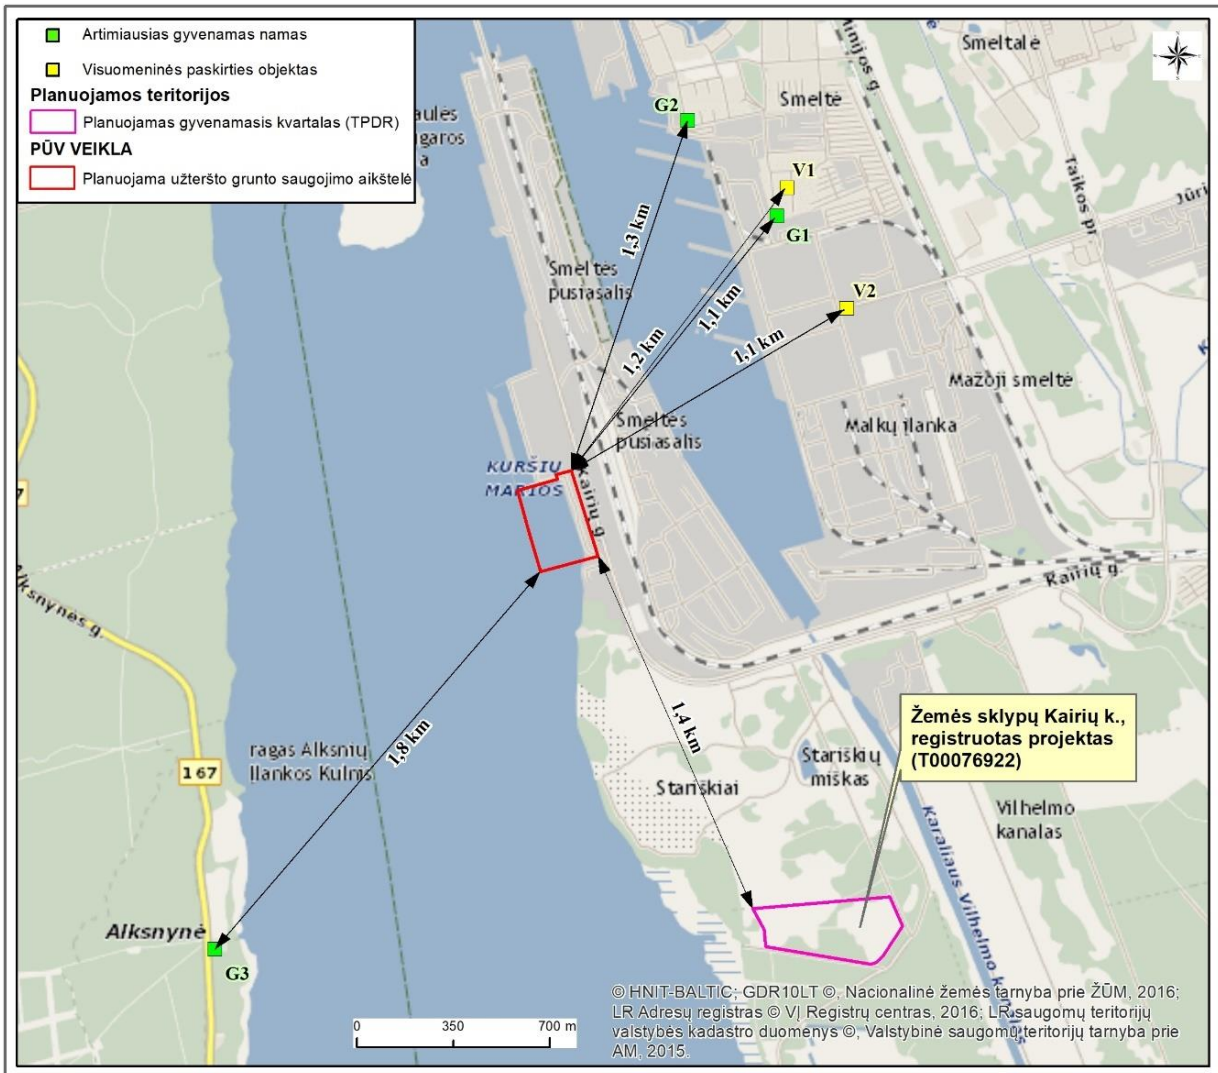 Artimiausias gyvenamas namas
Visuomeninės paskirties objektas
Planuojamos teritorijos
Planuojamas gyvenamasis kvartalas (TPDR)
PŪV VEIKLA
Planuojama užteršto grunto saugojimo aikštelė
Smeltalė
Minijos g.
Smeltė
G2
V1
G1
V2
Taikos pr.
1,3 km
Smeltės
pusiasalis
1,1 km
1,2 km
1,1 km
Mažoji smeltė
Malkų įlanka
Smeltės
pusiasalis
KURŠIŲ
MARIOS
Kairių g.
Kairių g.
Alksnynės g.
1,8 km
1,4 km
ragas Alksnių
Įlankos Kulnis
167
Žemės sklypų Kairių k.,
registruotas projektas
(T00076922)
Stariškių
miškas
Stariškiai
Vilhelmo
kanalas
Karaliaus Vilhelmo kanalas
Alksnynė
G3
0 350 700 m
© HNIT-BALTIC; GDR10LT ©, Nacionalinė žemės tarnyba prie ŽŪM, 2016;
LR Adresų registras © VĮ Registrų centras, 2016; LR saugomų teritorijų
valstybės kadastro duomenys ©, Valstybinė saugomų teritorijų tarnyba prie
AM, 2015.